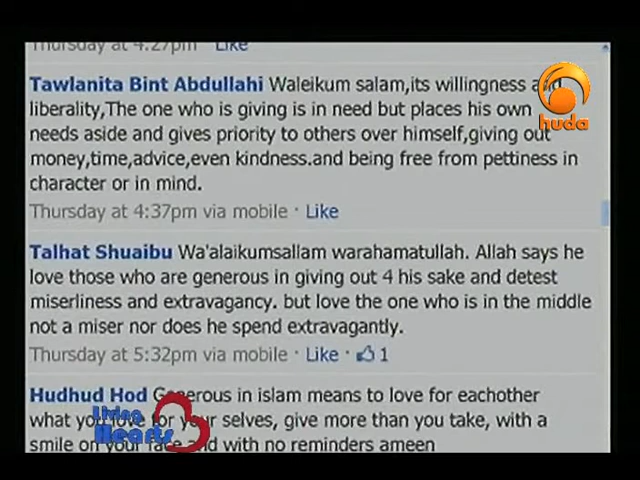 Thursday at 4:27pm Like
Tawlanita Bint Abdullahi Waleikum salam,its willingness and
liberality,The one who is giving is in need but places his own
needs aside and gives priority to others over himself,giving out
money,time,advice,even kindness.and being free from pettiness in
character or in mind.
Thursday at 4:37pm via mobile · Like
Talhat Shuaibu Wa'alaikumsallam warahamatullah. Allah says he
love those who are generous in giving out 4 his sake and detest
miserliness and extravagancy. but love the one who is in the middle
not a miser nor does he spend extravagantly.
Thursday at 5:32pm via mobile · Like · 1
Hudhud Hod Generous in islam means to love for eachother
what you love for your selves, give more than you take, with a
smile on your face and with no reminders ameen
huda
Living
Hearts